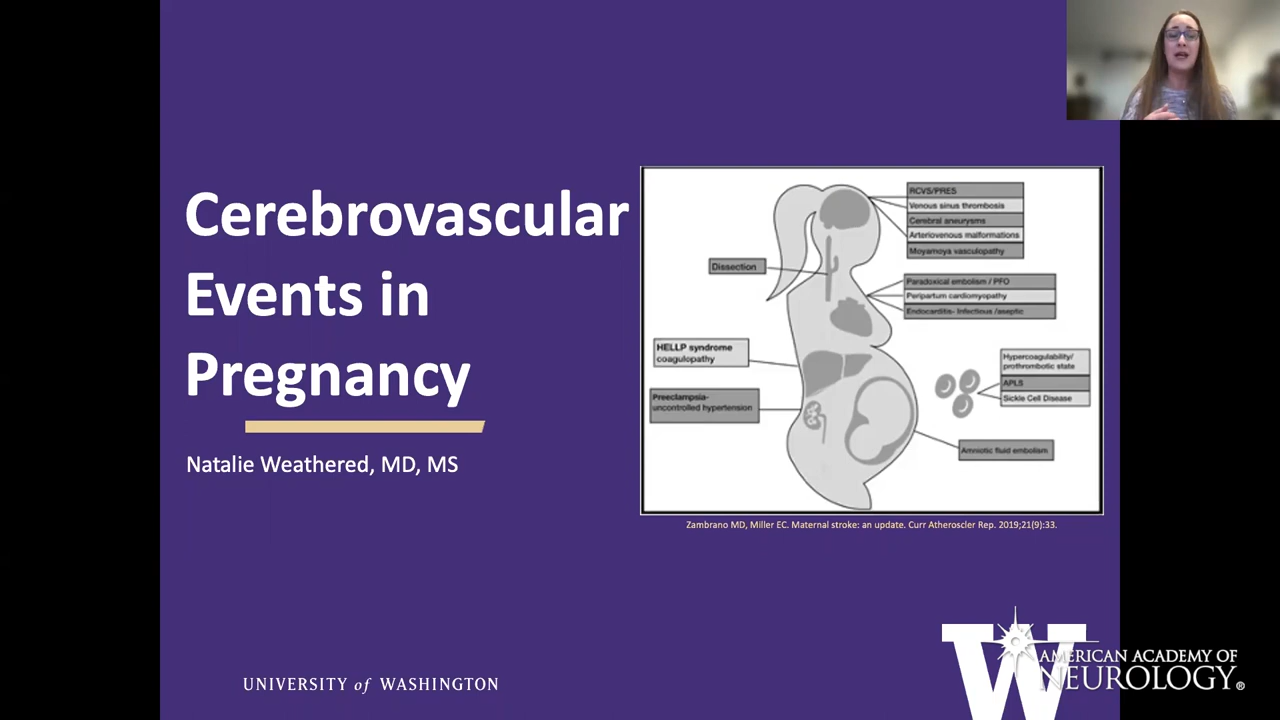 Cerebrovascular
Events in
Pregnancy
Natalie Weathered, MD, MS
RCVS/PRES
Venous sinus thrombosis
Cerebral aneurysms
Arteriovenous malformations
Moyamoya vasculopathy
Dissection
Paradoxical embolism / PFO
Peripartum cardiomyopathy
Endocarditis- Infectious /aseptic
HELLP syndrome
coagulopathy
Hypercoagulability/
prothrombotic state
APLS
Sickle Cell Disease
Preeclampsia-
uncontrolled hypertension
Amniotic fluid embolism
Zambrano MD, Miller EC. Maternal stroke: an update. Curr Atheroscler Rep. 2019;21(9):33.
UNIVERSITY of WASHINGTON
W
AMERICAN ACADEMY OF
NEUROLOGY®